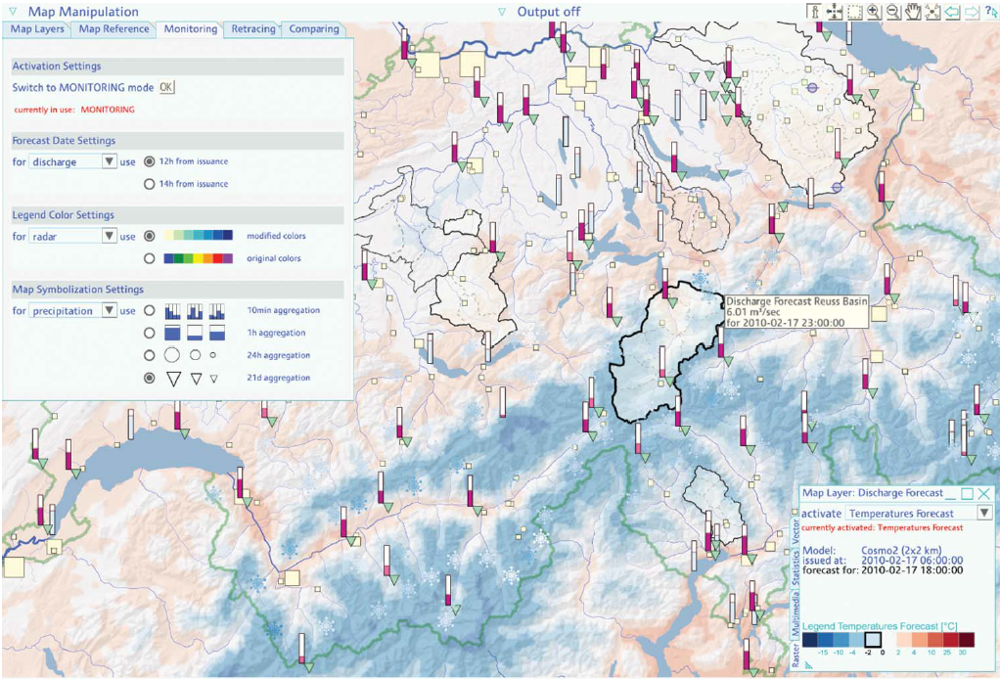 Map Manipulation
Output off
Map Layers
Map Reference
Monitoring
Retracing
Comparing
Activation Settings
Switch to MONITORING mode OK
currently in use: MONITORING
Forecast Date Settings
for discharge use 12h from issuance
14h from issuance
Legend Color Settings
for radar use modified colors
original colors
Map Symbolization Settings
for precipitation use 10min aggregation
1h aggregation
24h aggregation
21d aggregation
Discharge Forecast Reuss Basin
6.01 m³/sec
for 2010-02-17 23:00:00
Map Layer: Discharge Forecast
activate Temperatures Forecast
currently activated: Temperatures Forecast
Model: Cosmo2 (2x2 km)
issued at: 2010-02-17 06:00:00
forecast for: 2010-02-17 18:00:00
Raster Multimedia Statistics Vector
Legend Temperatures Forecast [°C]
-15 -10 -4 -2 0 2 4 10 15 25 30